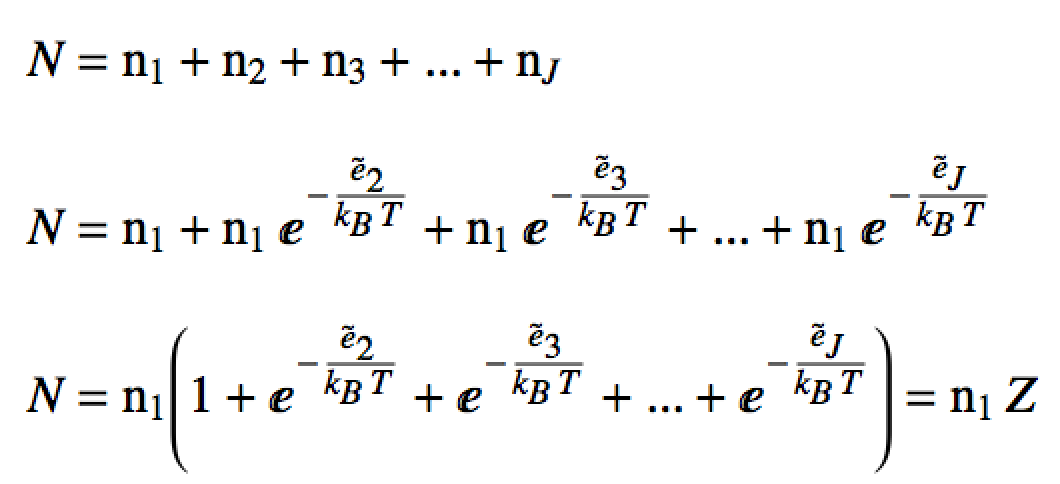 N = n₁ + n₂ + n₃ + ... + n_J
N = n₁ + n₁ e^(-ẽ₂/(k_B T)) + n₁ e^(-ẽ₃/(k_B T)) + ... + n₁ e^(-ẽ_J/(k_B T))
N = n₁(1 + e^(-ẽ₂/(k_B T)) + e^(-ẽ₃/(k_B T)) + ... + e^(-ẽ_J/(k_B T))) = n₁ Z